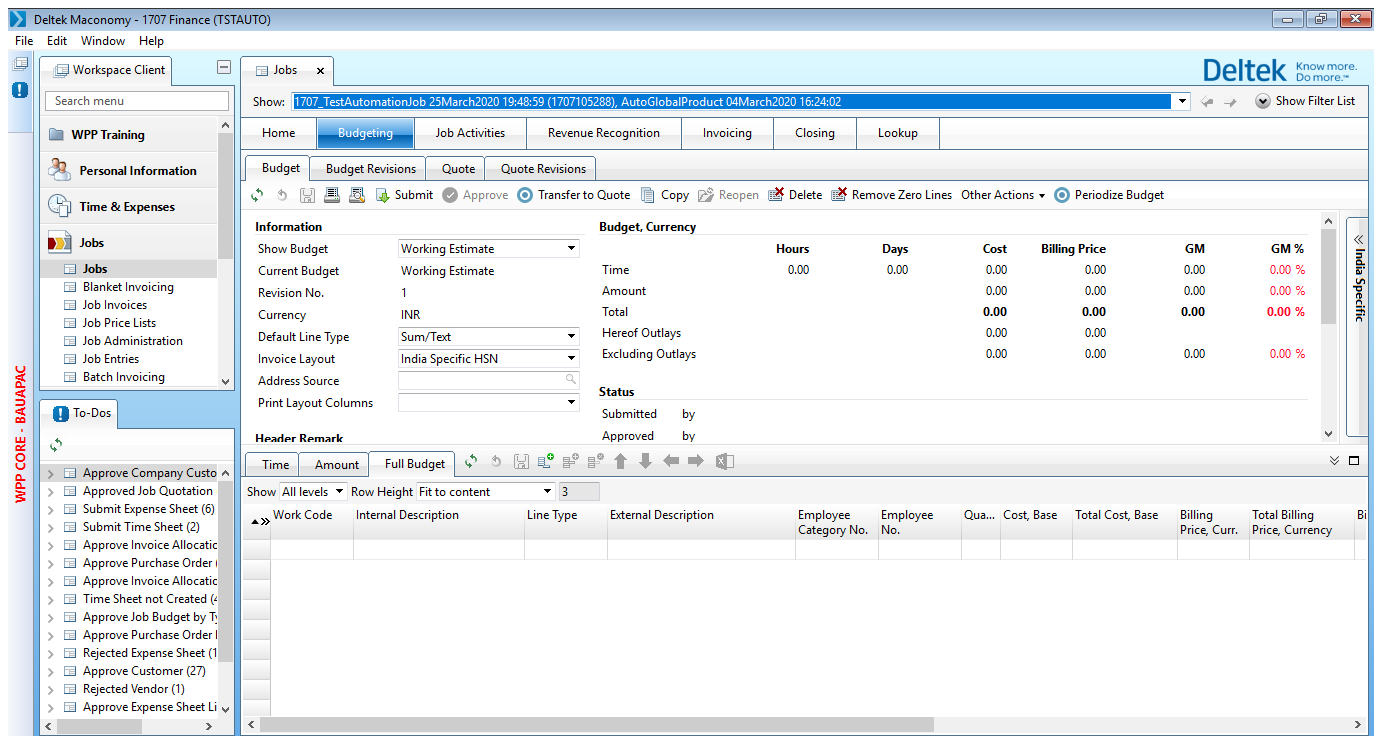 Deltek Maconomy - 1707 Finance (TSTAUTO)
File Edit Window Help
Workspace Client
Search menu
WPP Training
Personal Information
Time & Expenses
Jobs
Jobs
Blanket Invoicing
Job Invoices
Job Price Lists
Job Administration
Job Entries
Batch Invoicing
WPP CORE - BAUAPAC
To-Dos
Approve Company Custo
Approved Job Quotation
Submit Expense Sheet (6)
Submit Time Sheet (2)
Approve Invoice Allocatic
Approve Purchase Order (
Approve Invoice Allocatic
Time Sheet not Created (4
Approve Job Budget by Ty
Approve Purchase Order l
Rejected Expense Sheet (1
Approve Customer (27)
Rejected Vendor (1)
Approve Expense Sheet Li
Jobs x
Deltek Know more. Do more.™
Show: 1707_TestAutomationJob 25March2020 19:48:59 (1707105288), AutoGlobalProduct 04March2020 16:24:02 Show Filter List
Home Budgeting Job Activities Revenue Recognition Invoicing Closing Lookup
Budget Budget Revisions Quote Quote Revisions
Submit Approve Transfer to Quote Copy Reopen Delete Remove Zero Lines Other Actions Periodize Budget
Information
Show Budget Working Estimate
Current Budget Working Estimate
Revision No. 1
Currency INR
Default Line Type Sum/Text
Invoice Layout India Specific HSN
Address Source
Print Layout Columns
Header Remark
Budget, Currency
Hours Days Cost Billing Price GM GM %
Time 0.00 0.00 0.00 0.00 0.00 0.00 %
Amount 0.00 0.00 0.00 0.00 %
Total 0.00 0.00 0.00 0.00 %
Hereof Outlays 0.00 0.00
Excluding Outlays 0.00 0.00 0.00 0.00 %
Status
Submitted by
Approved by
India Specific
Time Amount Full Budget
Show All levels Row Height Fit to content 3
Work Code Internal Description Line Type External Description Employee Category No. Employee No. Qua... Cost, Base Total Cost, Base Billing Price, Curr. Total Billing Price, Currency Bi